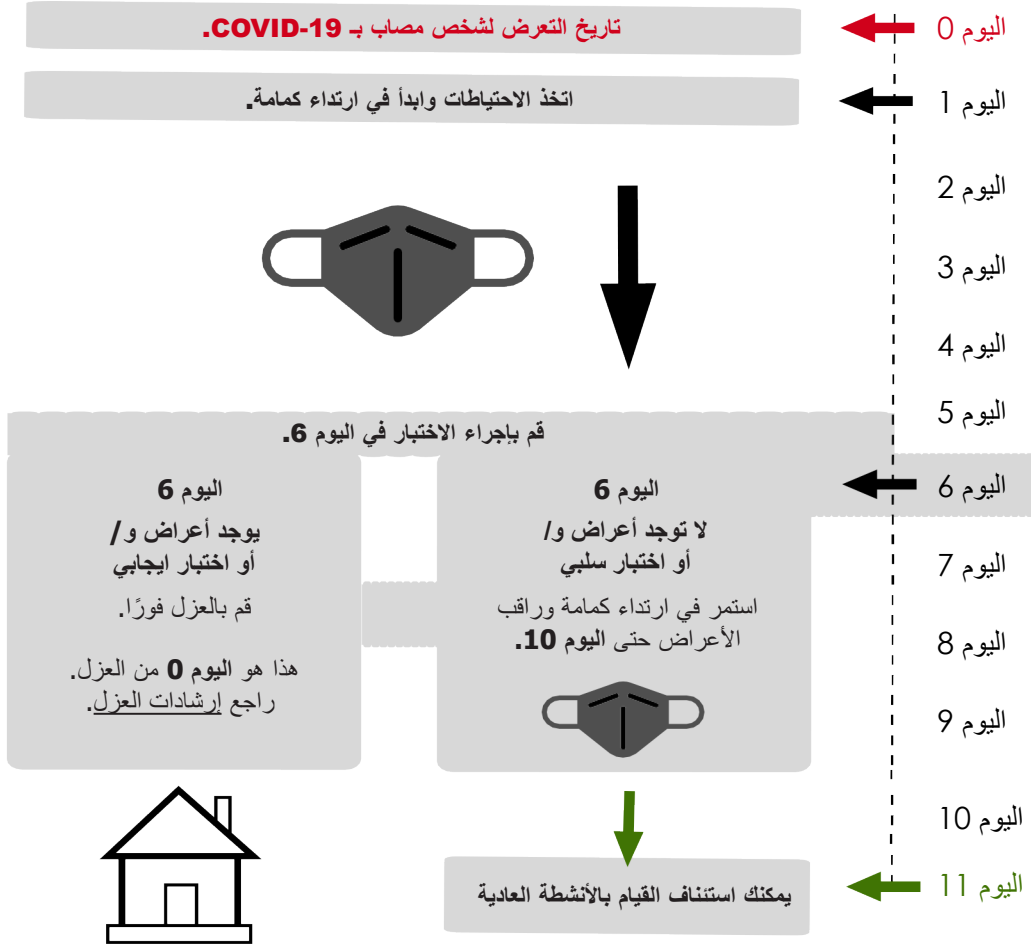 اليوم 0
تاريخ التعرض لشخص مصاب بـ COVID-19.
اليوم 1
اتخذ الاحتياطات وابدأ في ارتداء كمامة.
اليوم 2
اليوم 3
اليوم 4
اليوم 5
قم بإجراء الاختبار في اليوم 6.
اليوم 6
اليوم 6
لا توجد أعراض و/
أو اختبار سلبي
استمر في ارتداء كمامة وراقب
الأعراض حتى اليوم 10.
اليوم 6
يوجد أعراض و/
أو اختبار ايجابي
قم بالعزل فورًا.
هذا هو اليوم 0 من العزل.
راجع إرشادات العزل.
اليوم 7
اليوم 8
اليوم 9
اليوم 10
اليوم 11
يمكنك استئناف القيام بالأنشطة العادية